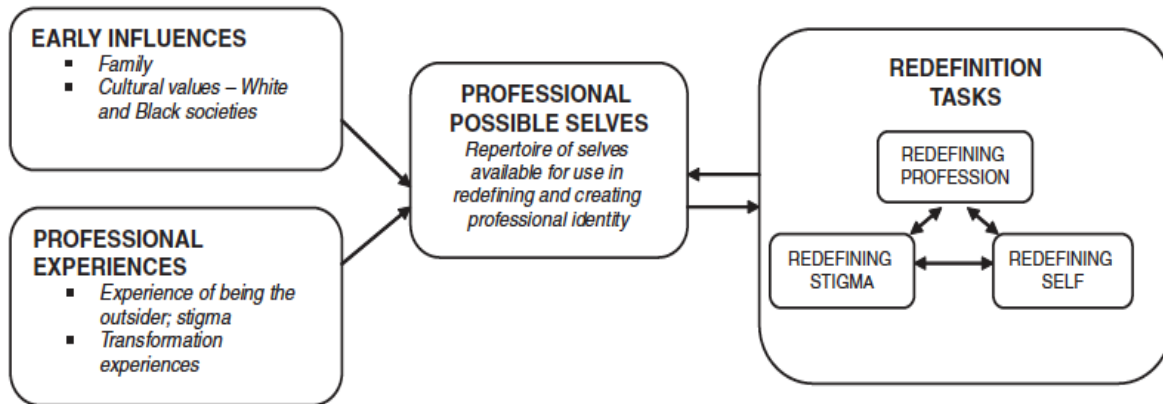 EARLY INFLUENCES
▪ Family
▪ Cultural values – White
and Black societies
PROFESSIONAL
EXPERIENCES
▪ Experience of being the
outsider; stigma
▪ Transformation
experiences
PROFESSIONAL
POSSIBLE SELVES
Repertoire of selves
available for use in
redefining and creating
professional identity
REDEFINITION
TASKS
REDEFINING
PROFESSION
REDEFINING
STIGMA
REDEFINING
SELF